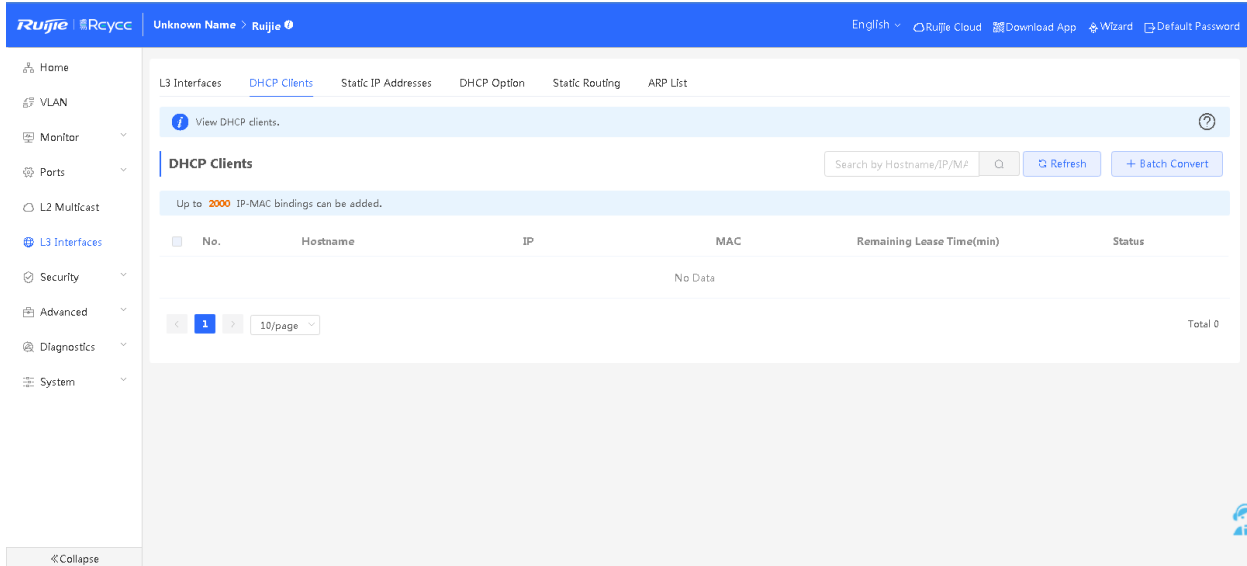 Ruijie | Rcycc Unknown Name > Ruijie English Ruijie Cloud Download App Wizard Default Password
Home
VLAN
Monitor
Ports
L2 Multicast
L3 Interfaces
Security
Advanced
Diagnostics
System
Collapse
L3 Interfaces DHCP Clients Static IP Addresses DHCP Option Static Routing ARP List
View DHCP clients.
DHCP Clients Search by Hostname/IP/MA Refresh + Batch Convert
Up to 2000 IP-MAC bindings can be added.
No. Hostname IP MAC Remaining Lease Time(min) Status
No Data
< 1 > 10/page Total 0